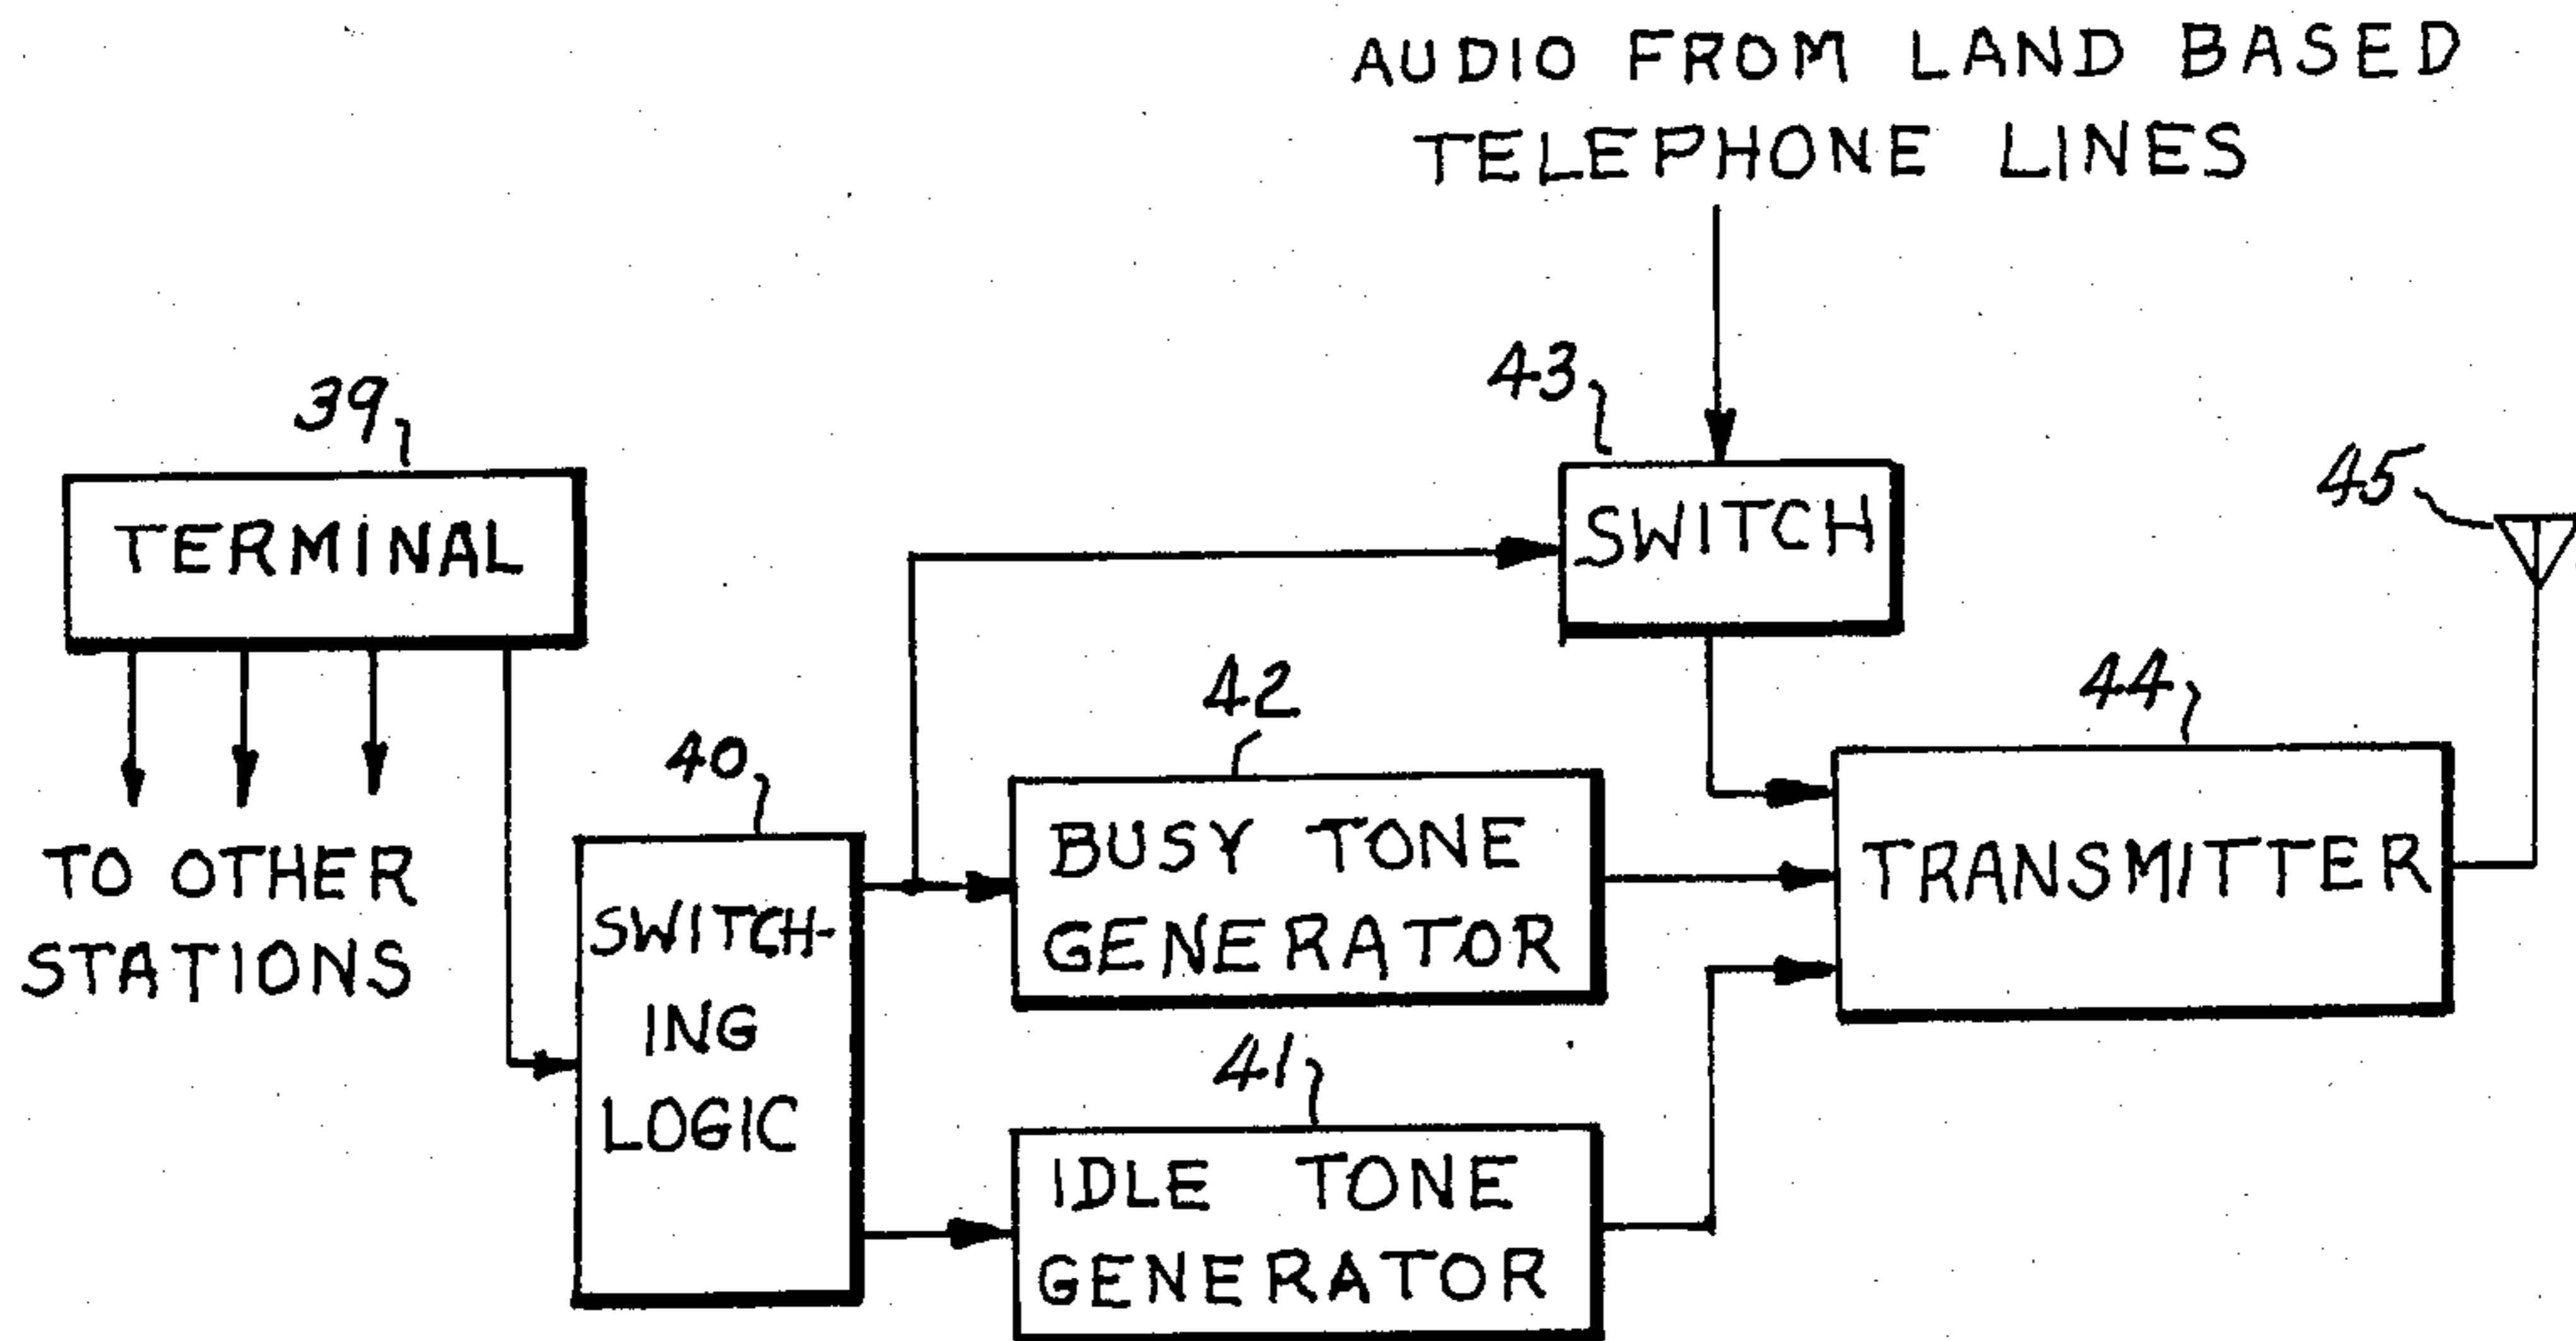 AUDIO FROM LAND BASED
TELEPHONE LINES
43
39
45
TERMINAL
SWITCH
42
44
40
TO OTHER
STATIONS
BUSY TONE
GENERATOR
TRANSMITTER
SWITCH-
ING
LOGIC
41
IDLE TONE
GENERATOR